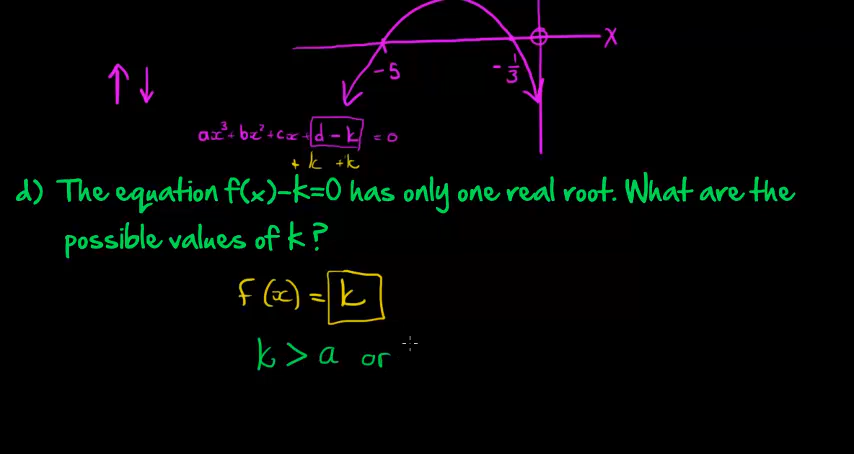 X
-5
-1/3
ax³+bx²+cx+d-k=0
+k +k
d) The equation f(x)-k=0 has only one real root. What are the
possible values of k?
f(x)=k
k>a or